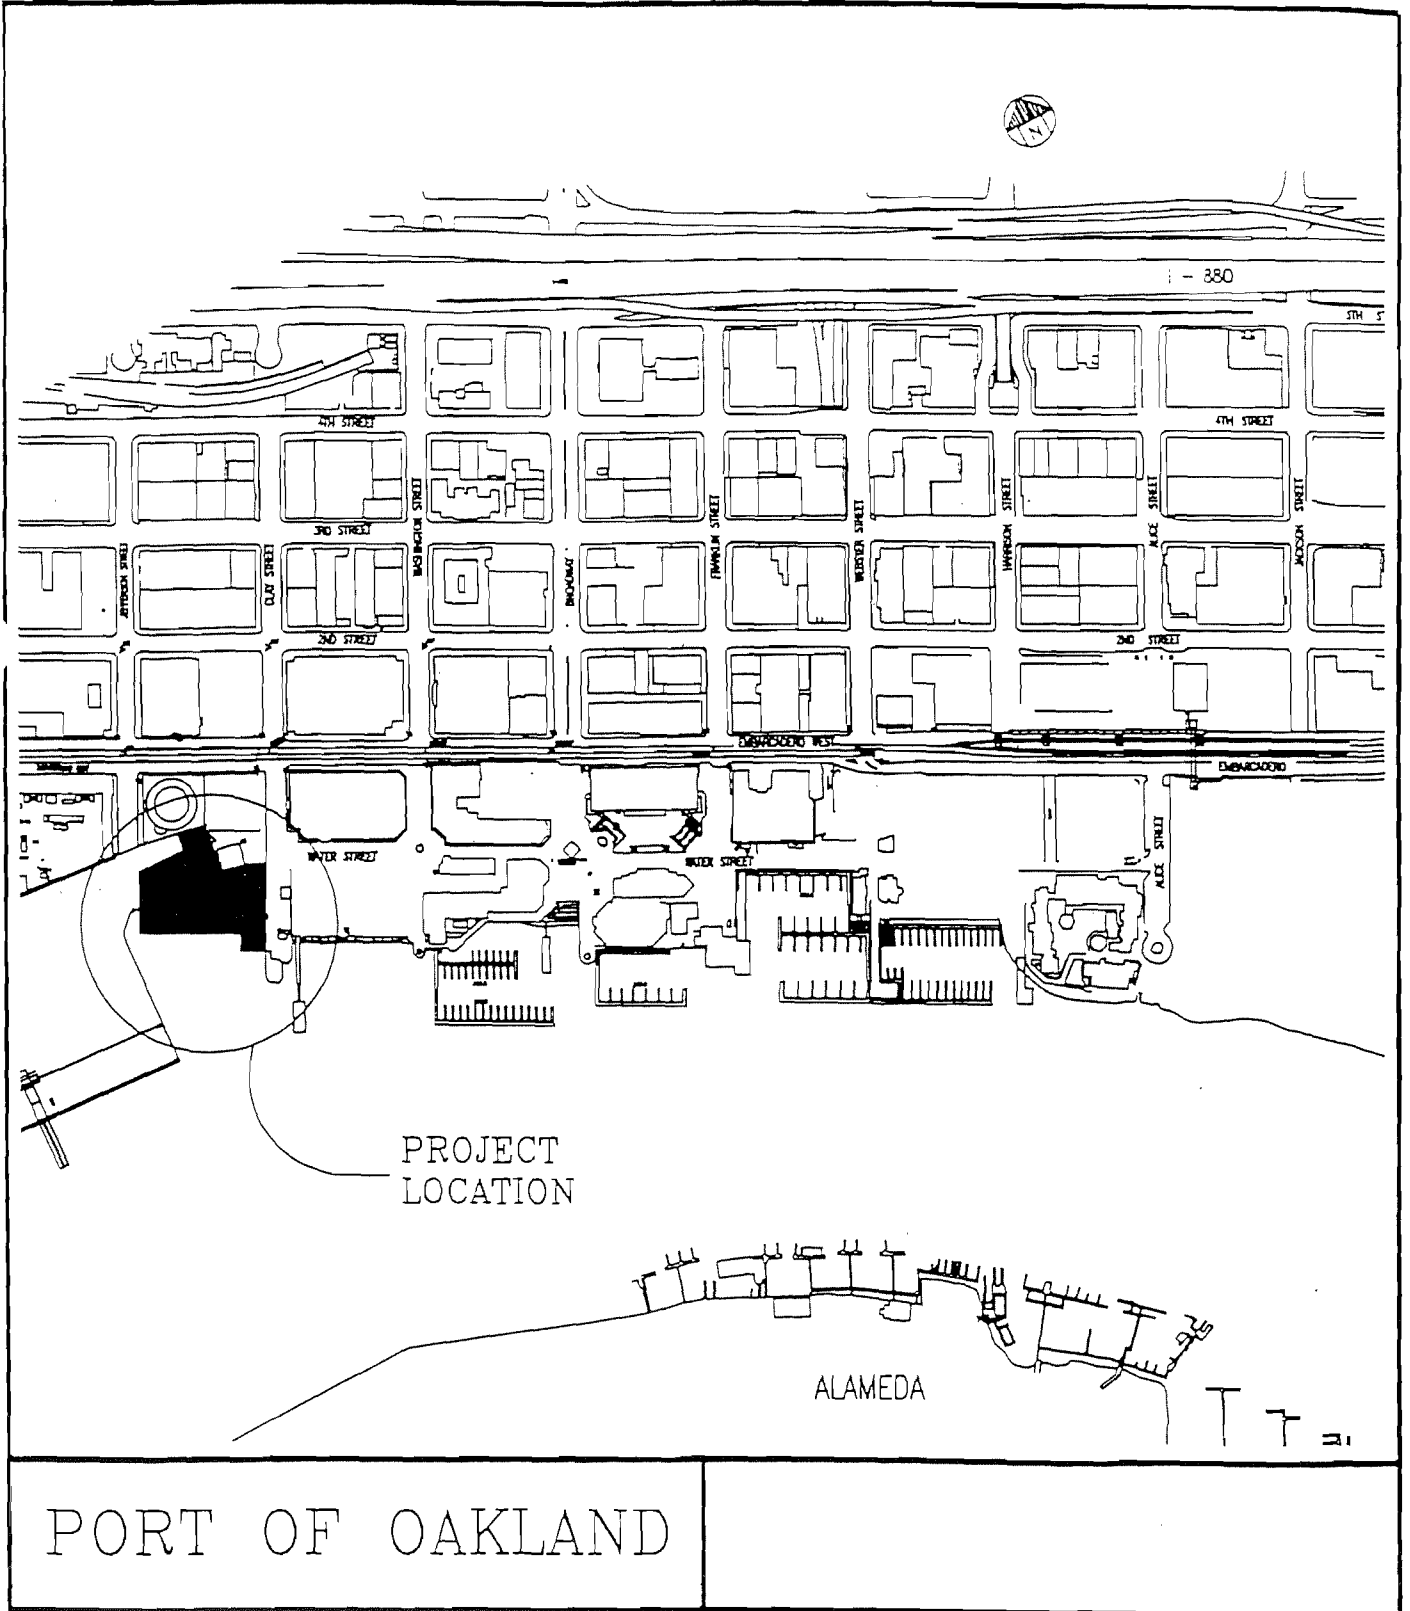 N
I - 880
5TH S
4TH STREET
4TH STREET
3RD STREET
JEFFERSON STREET
CLAY STREET
WASHINGTON STREET
BROADWAY
FRANKLIN STREET
WEBSTER STREET
HARRISON STREET
ALICE STREET
JACKSON STREET
2ND STREET
2ND STREET
EMBARCADERO WEST
EMBARCADERO
WATER STREET
WATER STREET
ALICE STREET
PROJECT
LOCATION
ALAMEDA
PORT OF OAKLAND